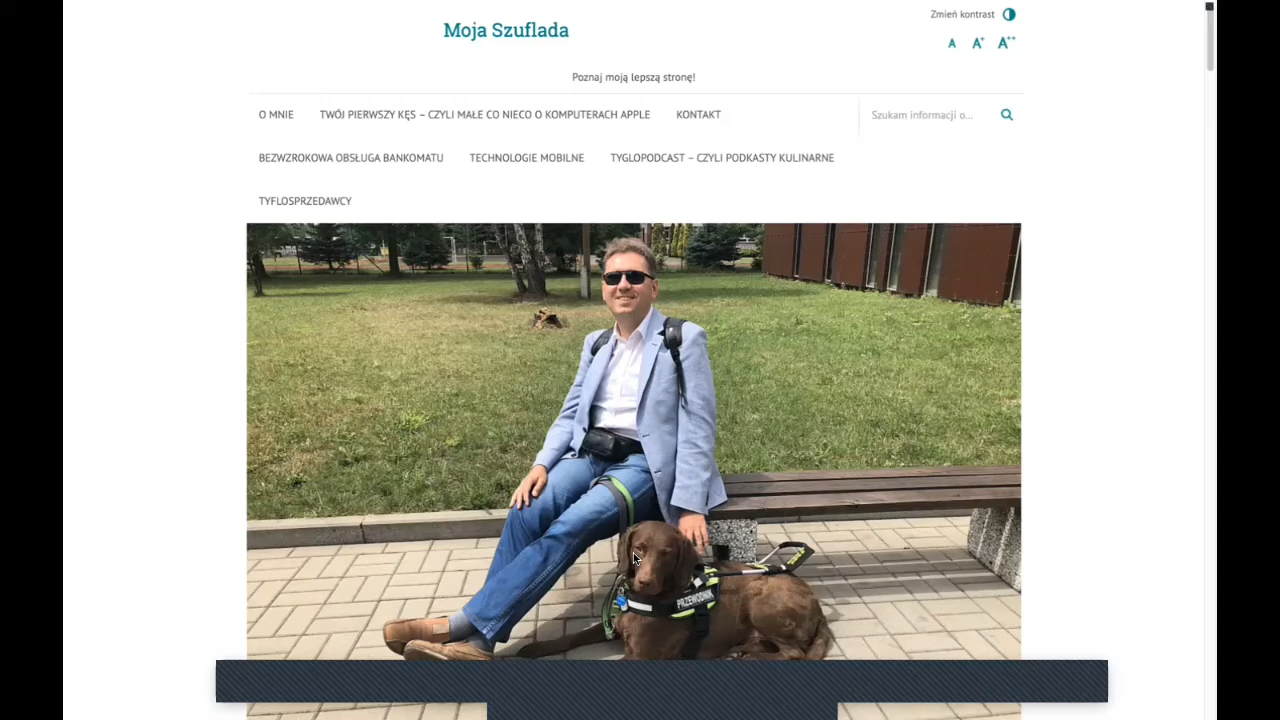 Moja Szuflada
Zmień kontrast
A A+ A++
Poznaj moją lepszą stronę!
O MNIE TWÓJ PIERWSZY KĘS – CZYLI MAŁE CO NIECO O KOMPUTERACH APPLE KONTAKT
Szukam informacji o...
BEZWZROKOWA OBSŁUGA BANKOMATU TECHNOLOGIE MOBILNE TYGLOPODCAST – CZYLI PODKASTY KULINARNE
TYFLOSPRZEDAWCY
PRZEWODNIK